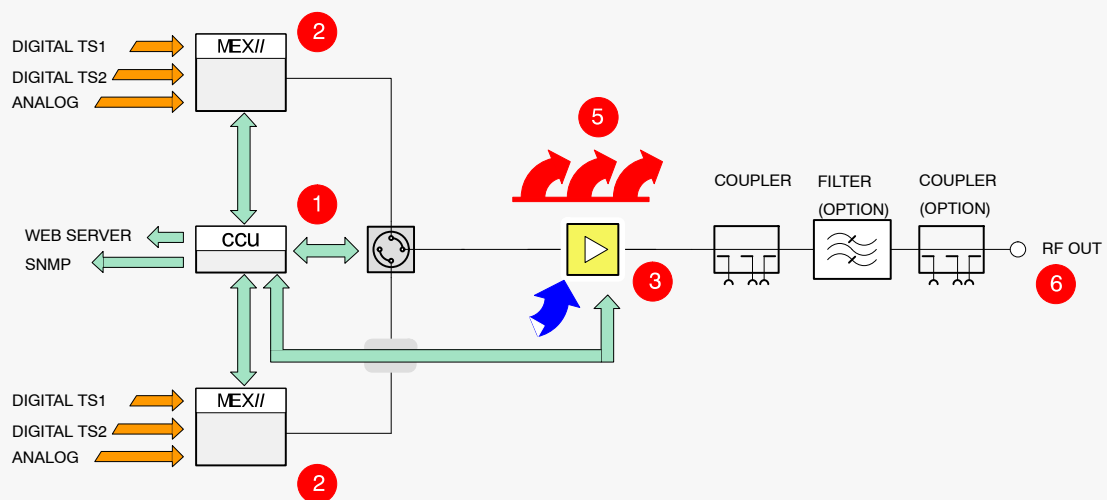 2
DIGITAL TS1
MEX//
DIGITAL TS2
ANALOG
5
COUPLER
FILTER
(OPTION)
COUPLER
(OPTION)
1
WEB SERVER
SNMP
ccu
RF OUT
3
6
DIGITAL TS1
MEX//
DIGITAL TS2
ANALOG
2